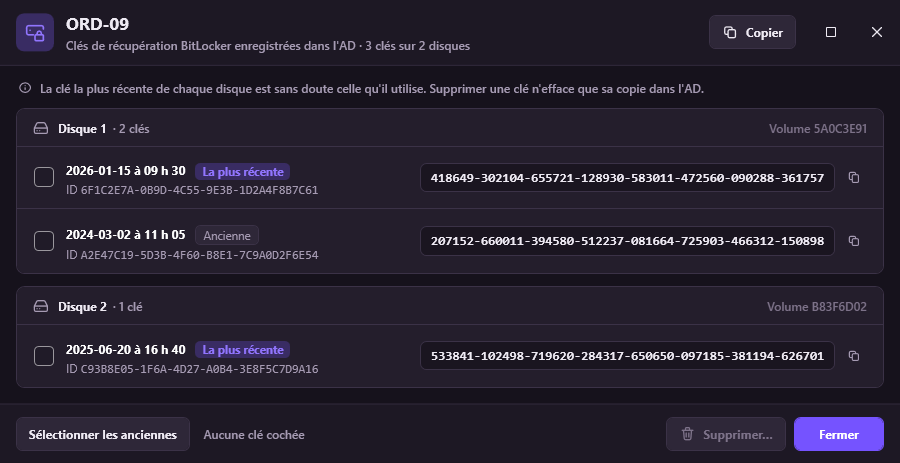 ORD-09
Clés de récupération BitLocker enregistrées dans l'AD · 3 clés sur 2 disques
Copier
La clé la plus récente de chaque disque est sans doute celle qu'il utilise. Supprimer une clé n'efface que sa copie dans l'AD.
Disque 1 · 2 clés
Volume 5A0C3E91
2026-01-15 à 09 h 30 La plus récente
ID 6F1C2E7A-0B9D-4C55-9E3B-1D2A4F8B7C61
418649-302104-655721-128930-583011-472560-090288-361757
2024-03-02 à 11 h 05 Ancienne
ID A2E47C19-5D3B-4F60-B8E1-7C9A0D2F6E54
207152-660011-394580-512237-081664-725903-466312-150898
Disque 2 · 1 clé
Volume B83F6D02
2025-06-20 à 16 h 40 La plus récente
ID C93B8E05-1F6A-4D27-A0B4-3E8F5C7D9A16
533841-102498-719620-284317-650650-097185-381194-626701
Sélectionner les anciennes
Aucune clé cochée
Supprimer...
Fermer